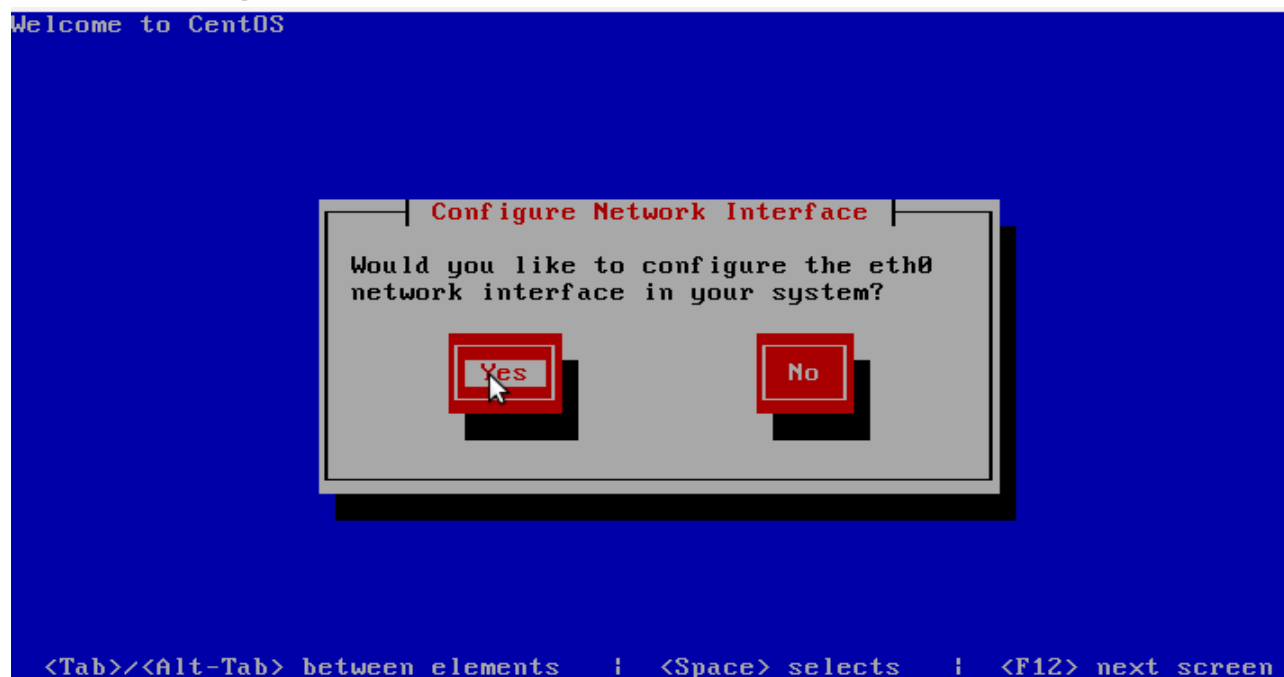 Welcome to CentOS
Configure Network Interface
Would you like to configure the eth0
network interface in your system?
Yes No
<Tab>/<Alt-Tab> between elements | <Space> selects | <F12> next screen